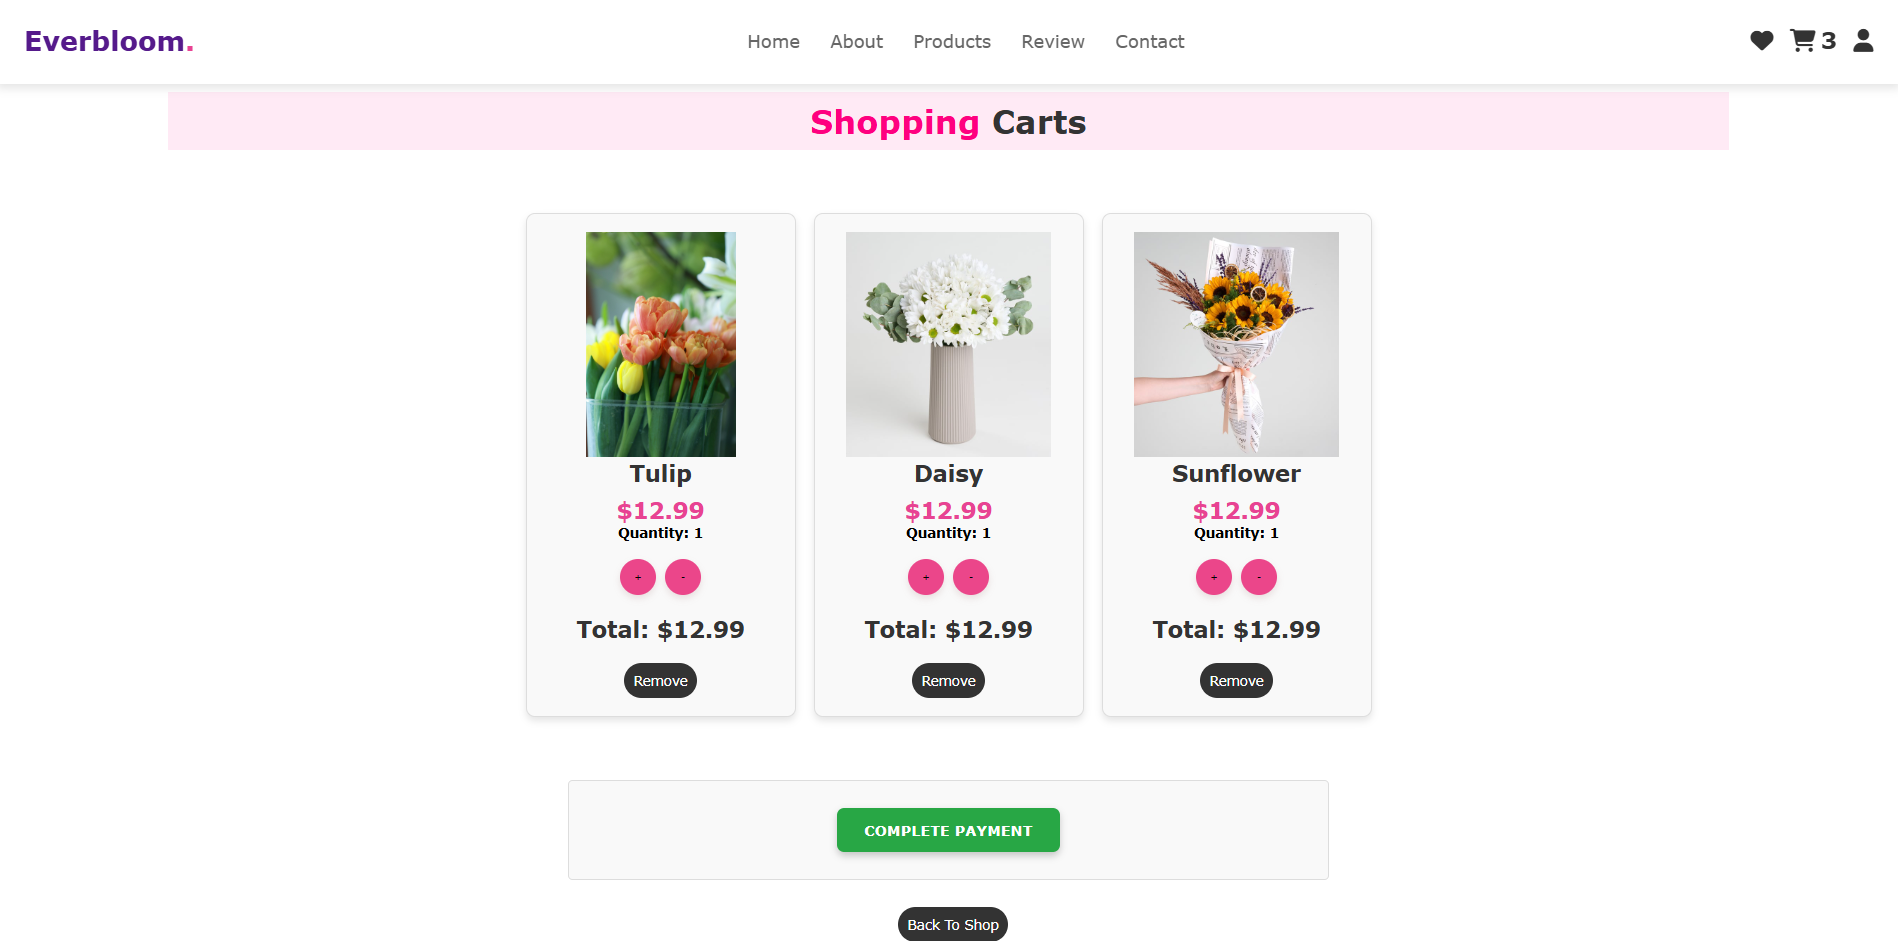 Everbloom.
Home About Products Review Contact
3
Shopping Carts
Tulip
$12.99
Quantity: 1
+ -
Total: $12.99
Remove
Daisy
$12.99
Quantity: 1
+ -
Total: $12.99
Remove
Sunflower
$12.99
Quantity: 1
+ -
Total: $12.99
Remove
COMPLETE PAYMENT
Back To Shop